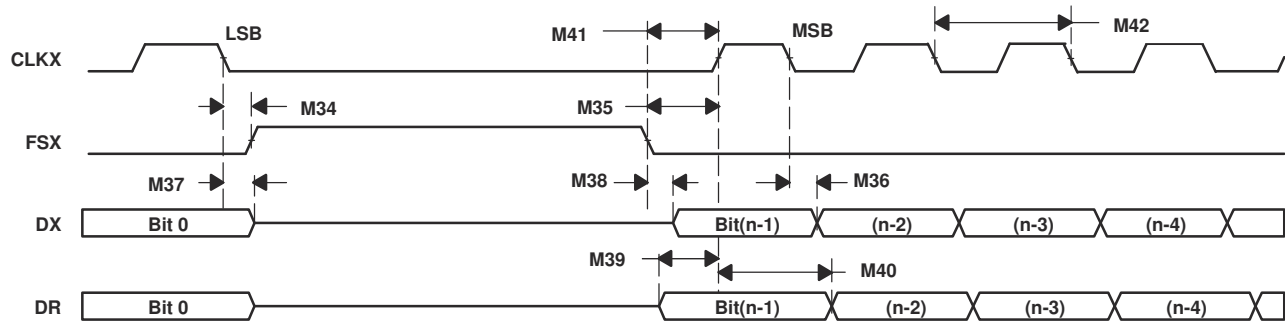 LSB
M41
MSB
M42
CLKX
M34
M35
FSX
M37
M38
M36
DX
Bit 0
Bit(n-1)
(n-2)
(n-3)
(n-4)
M39
M40
DR
Bit 0
Bit(n-1)
(n-2)
(n-3)
(n-4)